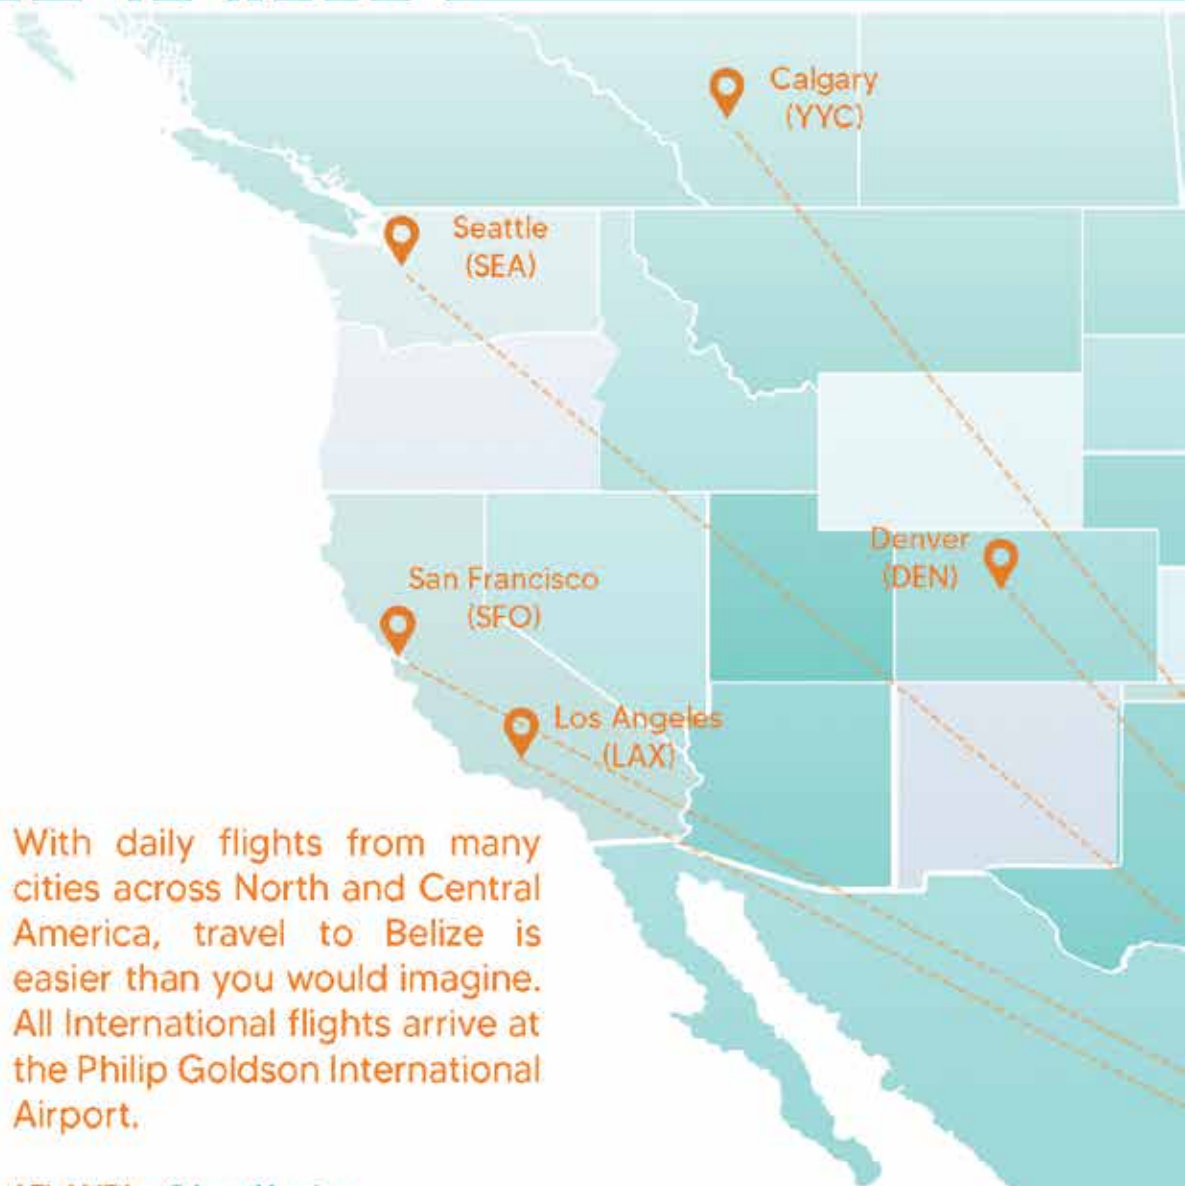 Calgary
(YYC)
Seattle
(SEA)
Denver
(DEN)
San Francisco
(SFO)
Los Angeles
(LAX)
With daily flights from many
cities across North and Central
America, travel to Belize is
easier than you would imagine.
All International flights arrive at
the Philip Goldson International
Airport.